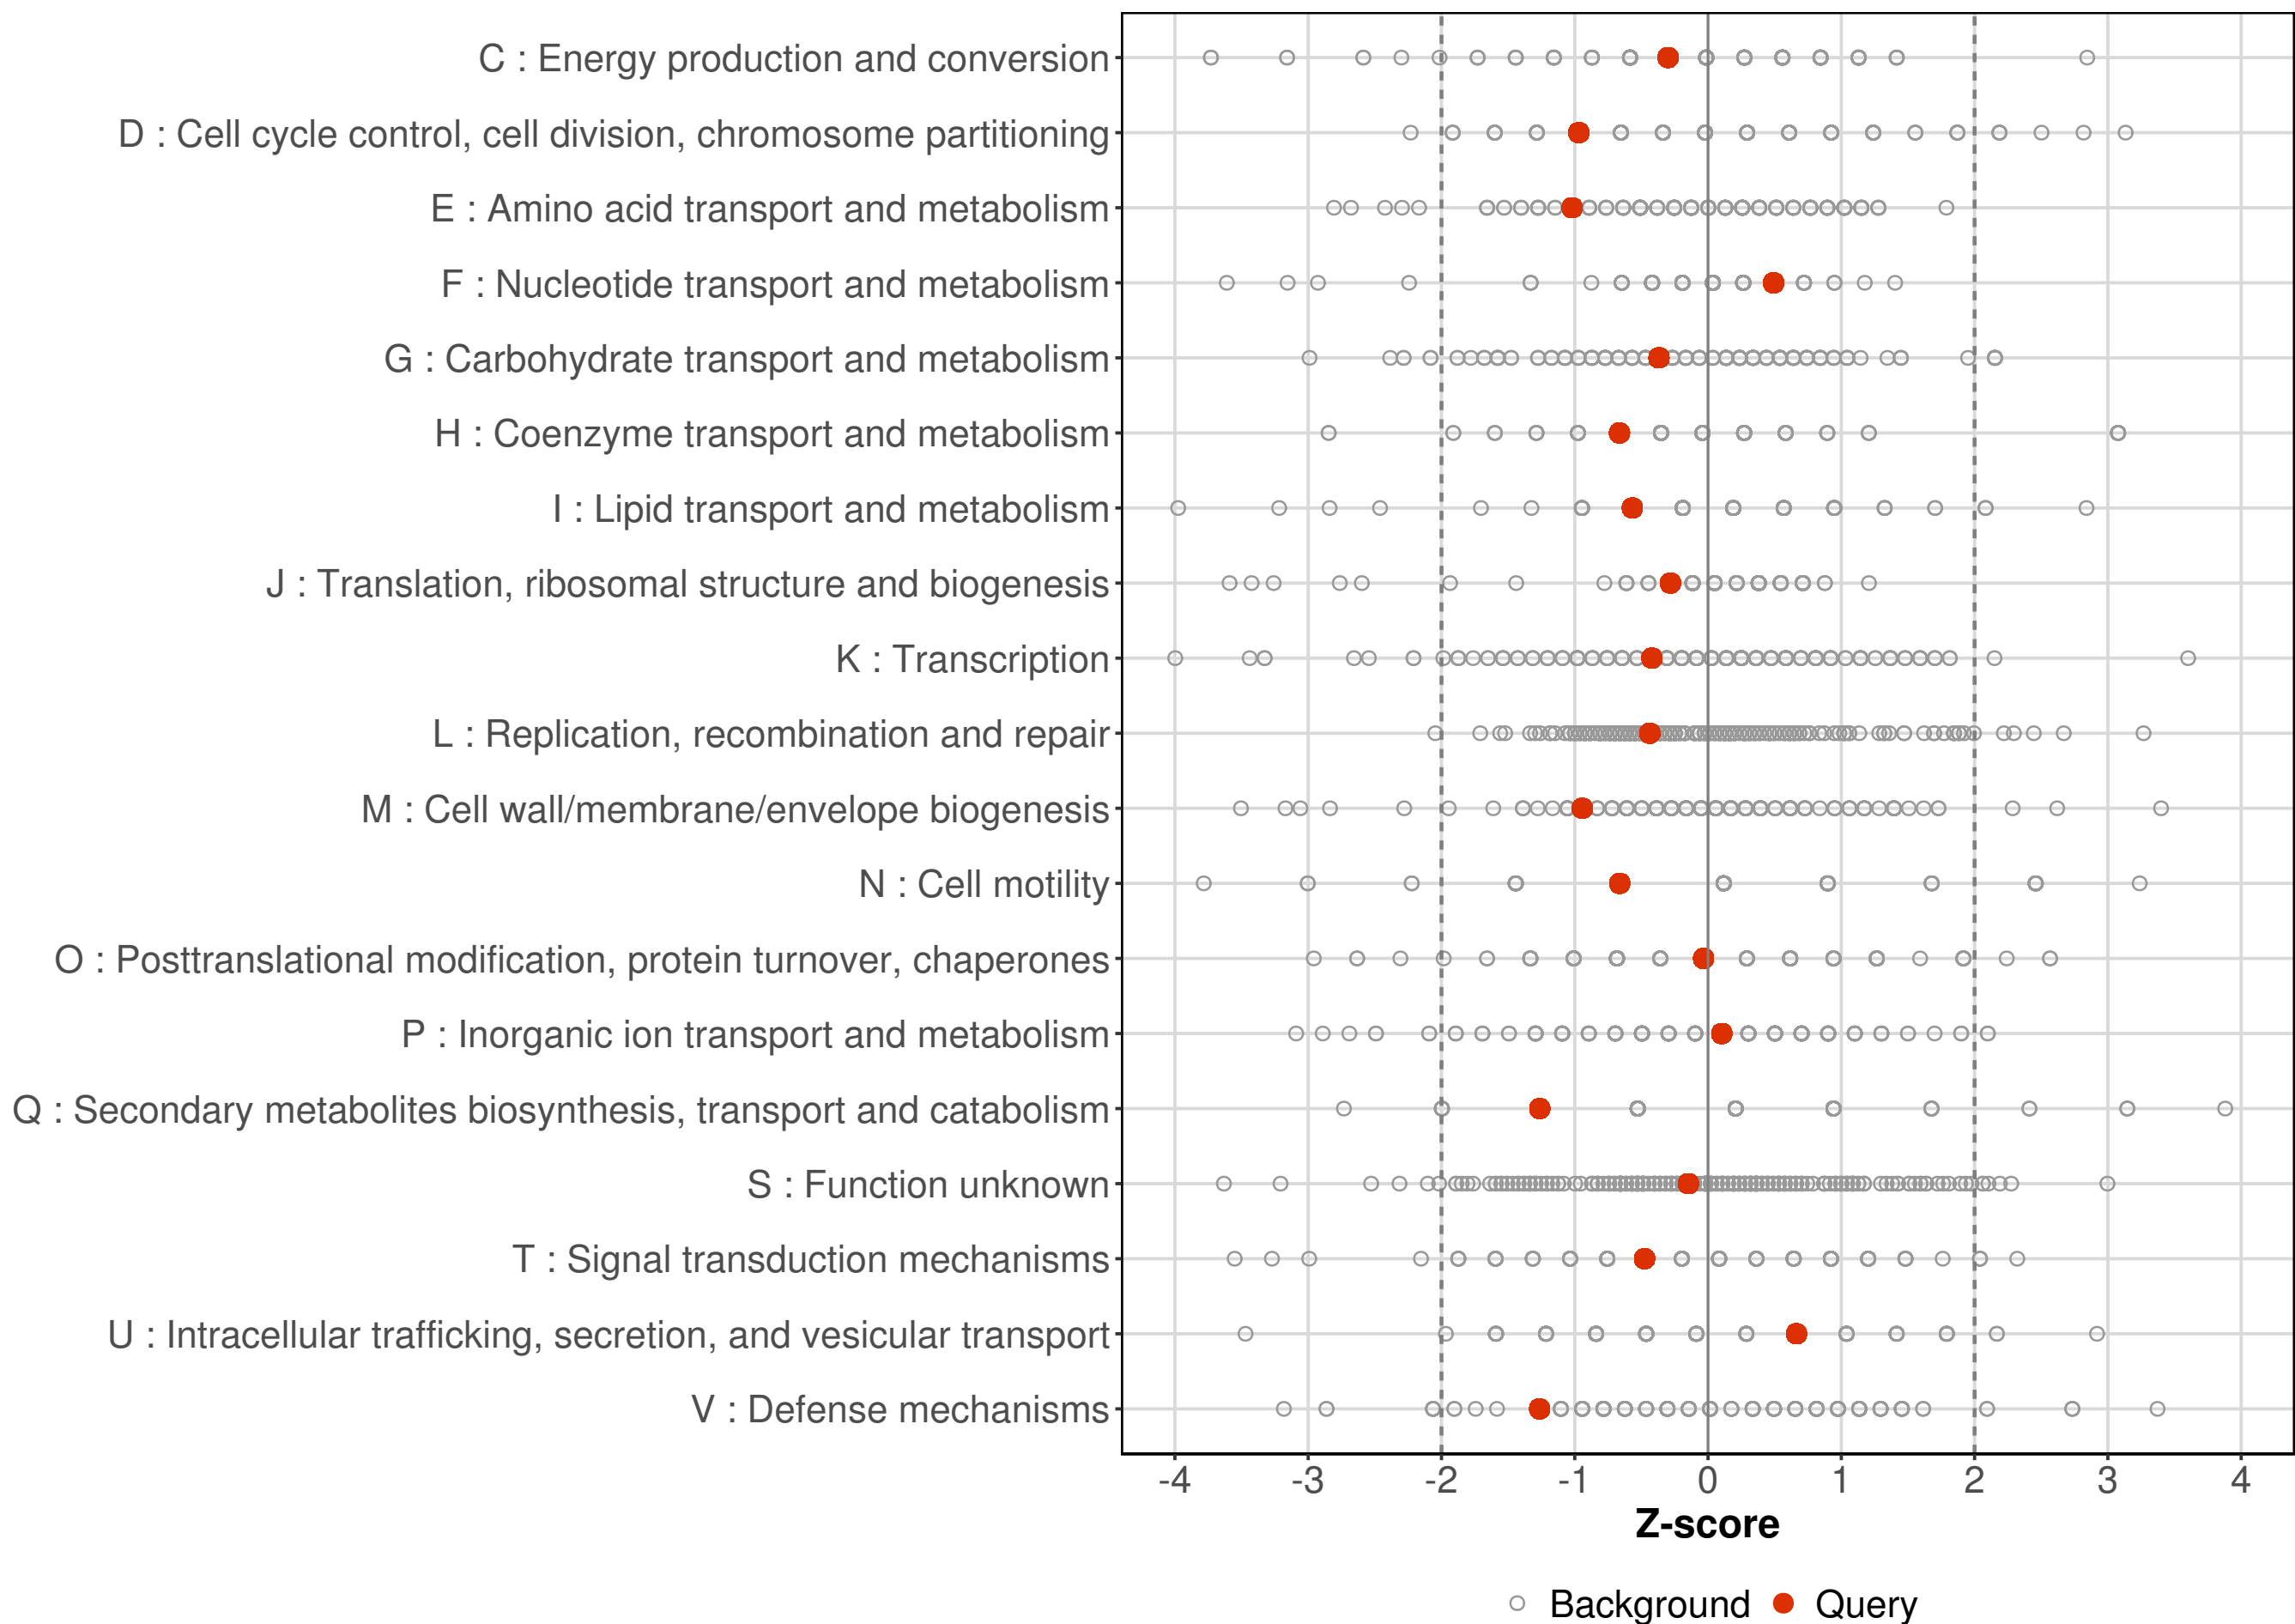 C : Energy production and conversion
D : Cell cycle control, cell division, chromosome partitioning
E : Amino acid transport and metabolism
F : Nucleotide transport and metabolism
G : Carbohydrate transport and metabolism
H : Coenzyme transport and metabolism
I : Lipid transport and metabolism
J : Translation, ribosomal structure and biogenesis
K : Transcription
L : Replication, recombination and repair
M : Cell wall/membrane/envelope biogenesis
N : Cell motility
O : Posttranslational modification, protein turnover, chaperones
P : Inorganic ion transport and metabolism
Q : Secondary metabolites biosynthesis, transport and catabolism
S : Function unknown
T : Signal transduction mechanisms
U : Intracellular trafficking, secretion, and vesicular transport
V : Defense mechanisms
-4 -3 -2 -1 0 1 2 3 4
Z-score
Background Query